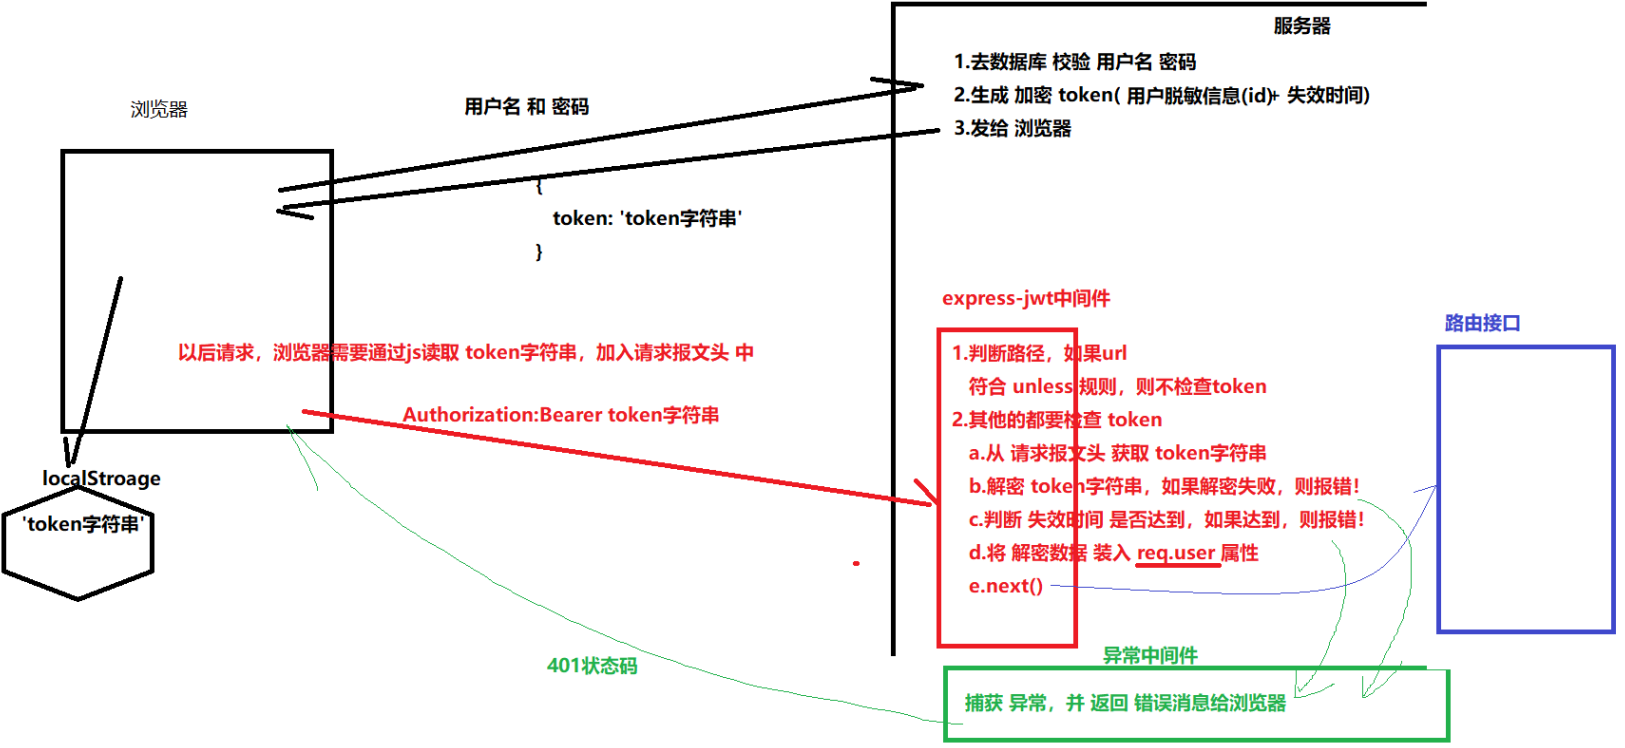 服务器
1.去数据库 校验 用户名 密码
2.生成 加密 token( 用户脱敏信息(id)+ 失效时间)
3.发给 浏览器
浏览器
用户名 和 密码
{
token: 'token字符串'
}
以后请求，浏览器需要通过js读取 token字符串，加入请求报文头 中
Authorization:Bearer token字符串
localStroage
'token字符串'
express-jwt中间件
1.判断路径，如果url
符合 unless 规则，则不检查token
2.其他的都要检查 token
a.从 请求报文头 获取 token字符串
b.解密 token字符串，如果解密失败，则报错！
c.判断 失效时间 是否达到，如果达到，则报错！
d.将 解密数据 装入 req.user 属性
e.next()
路由接口
401状态码
异常中间件
捕获 异常，并 返回 错误消息给浏览器